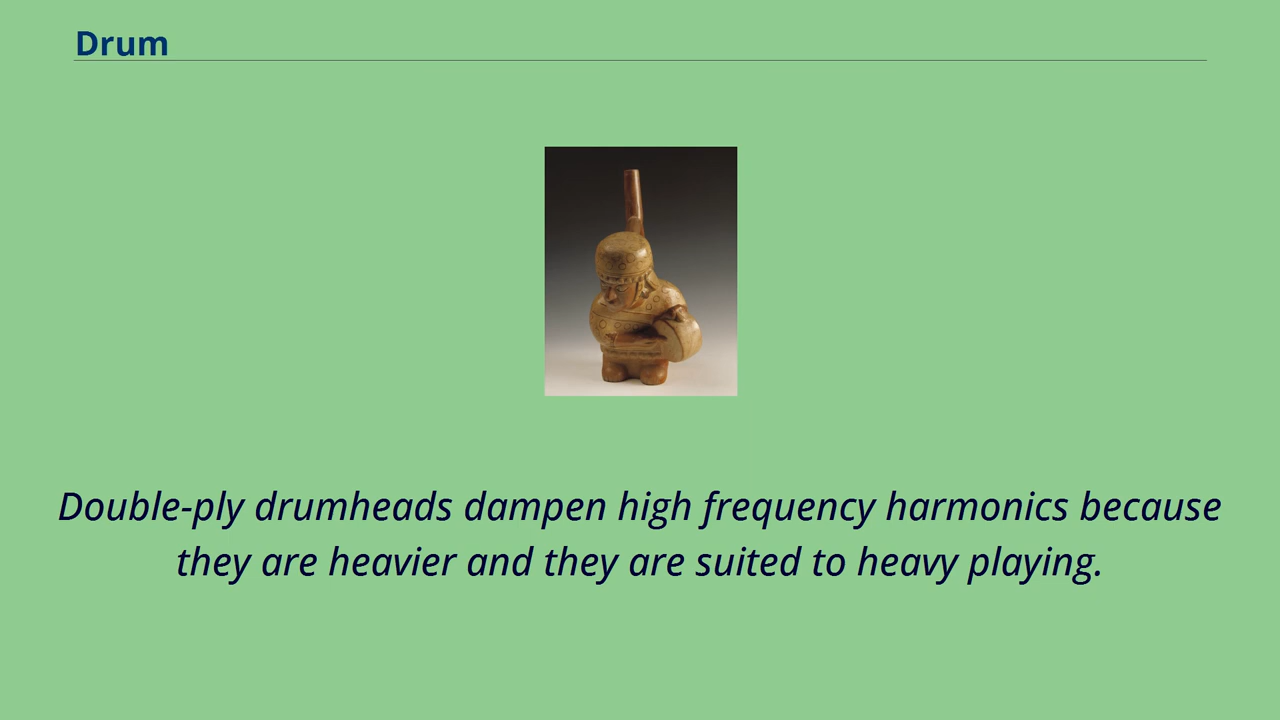 Drum
Double-ply drumheads dampen high frequency harmonics because
they are heavier and they are suited to heavy playing.